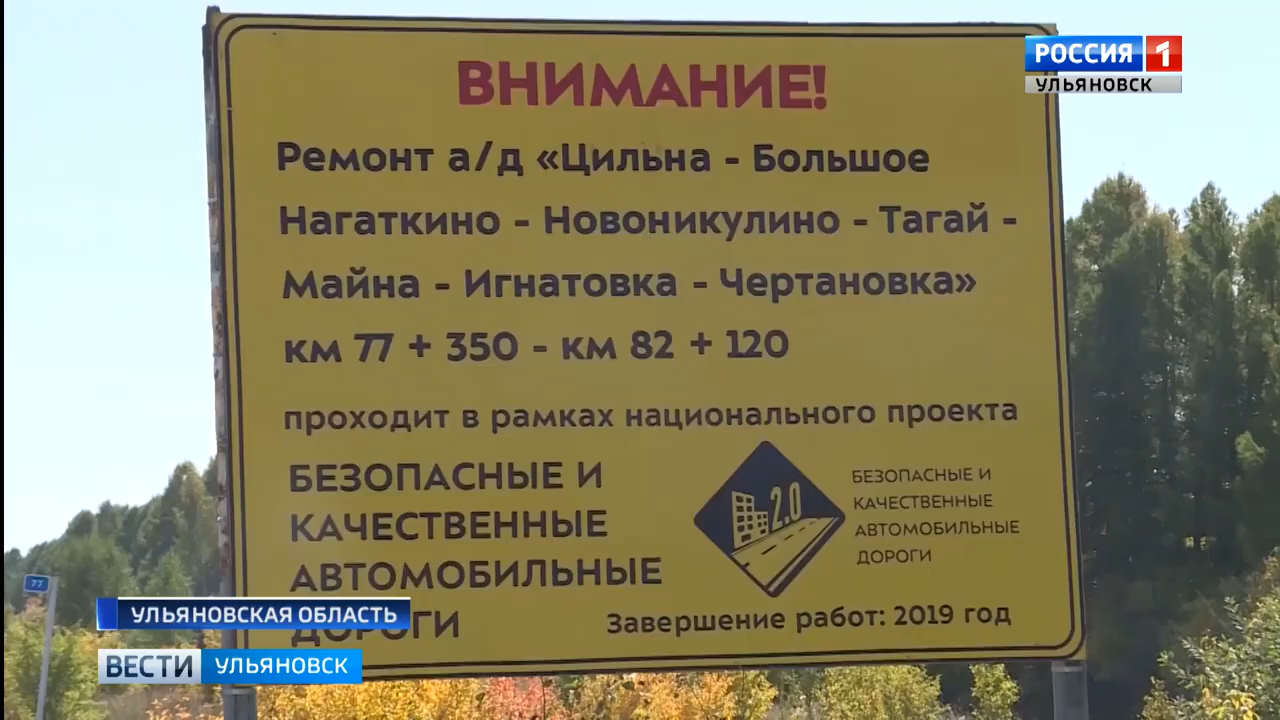 РОССИЯ 1
УЛЬЯНОВСК
ВНИМАНИЕ!
Ремонт а/д «Цильна - Большое
Нагаткино - Новоникулино - Тагай -
Майна - Игнатовка - Чертановка»
км 77 + 350 - км 82 + 120
проходит в рамках национального проекта
БЕЗОПАСНЫЕ И
КАЧЕСТВЕННЫЕ
АВТОМОБИЛЬНЫЕ
ДОРОГИ
2.0
БЕЗОПАСНЫЕ И
КАЧЕСТВЕННЫЕ
АВТОМОБИЛЬНЫЕ
ДОРОГИ
Завершение работ: 2019 год
77
УЛЬЯНОВСКАЯ ОБЛАСТЬ
ВЕСТИ УЛЬЯНОВСК